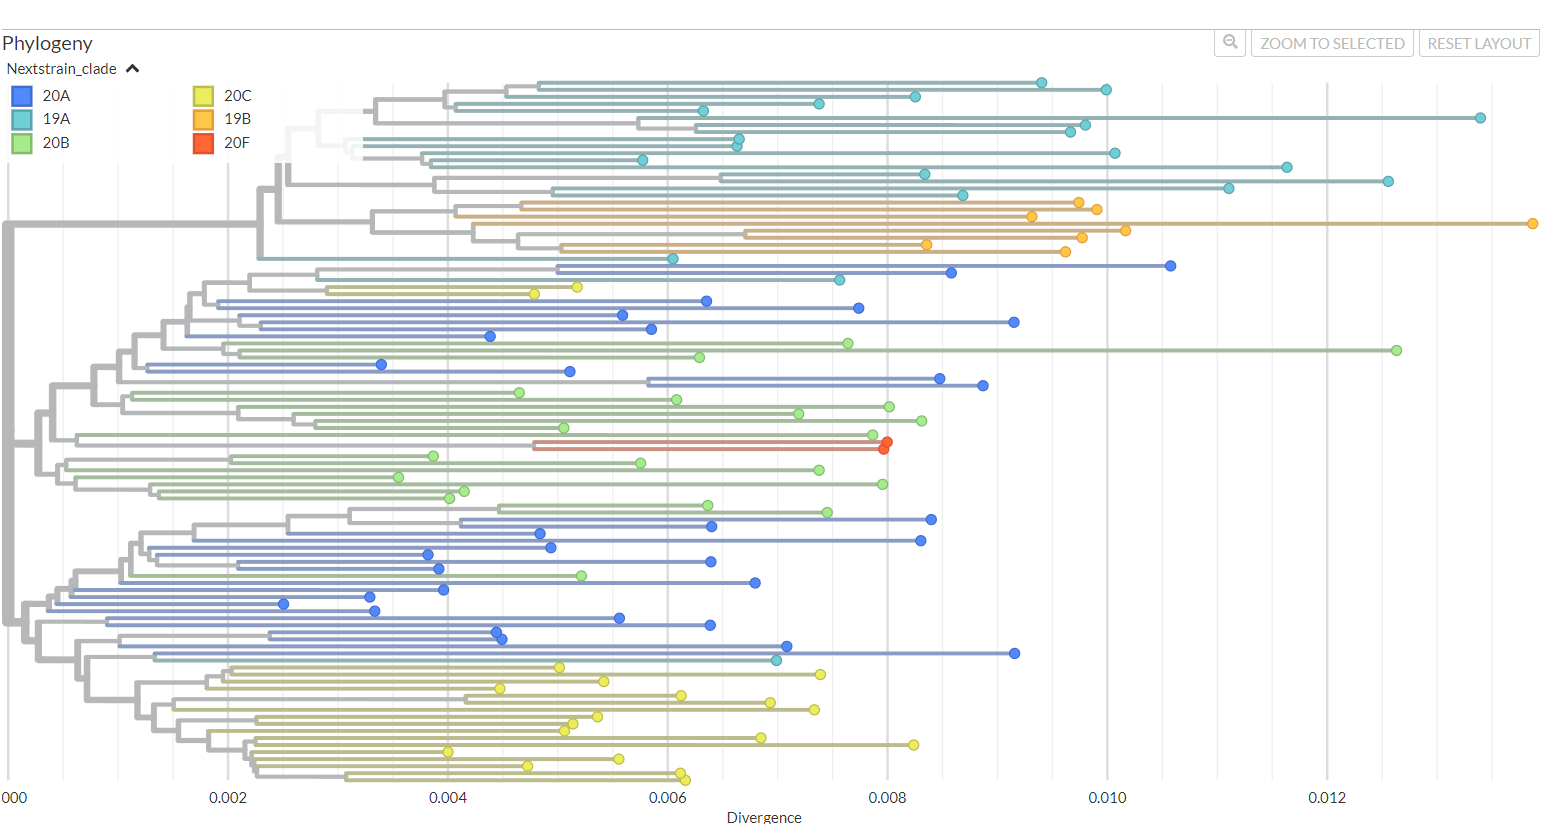 Phylogeny
ZOOM TO SELECTED
RESET LAYOUT
Nextstrain_clade
20A
20C
19A
19B
20B
20F
000
0.002
0.004
0.006
0.008
0.010
0.012
Divergence